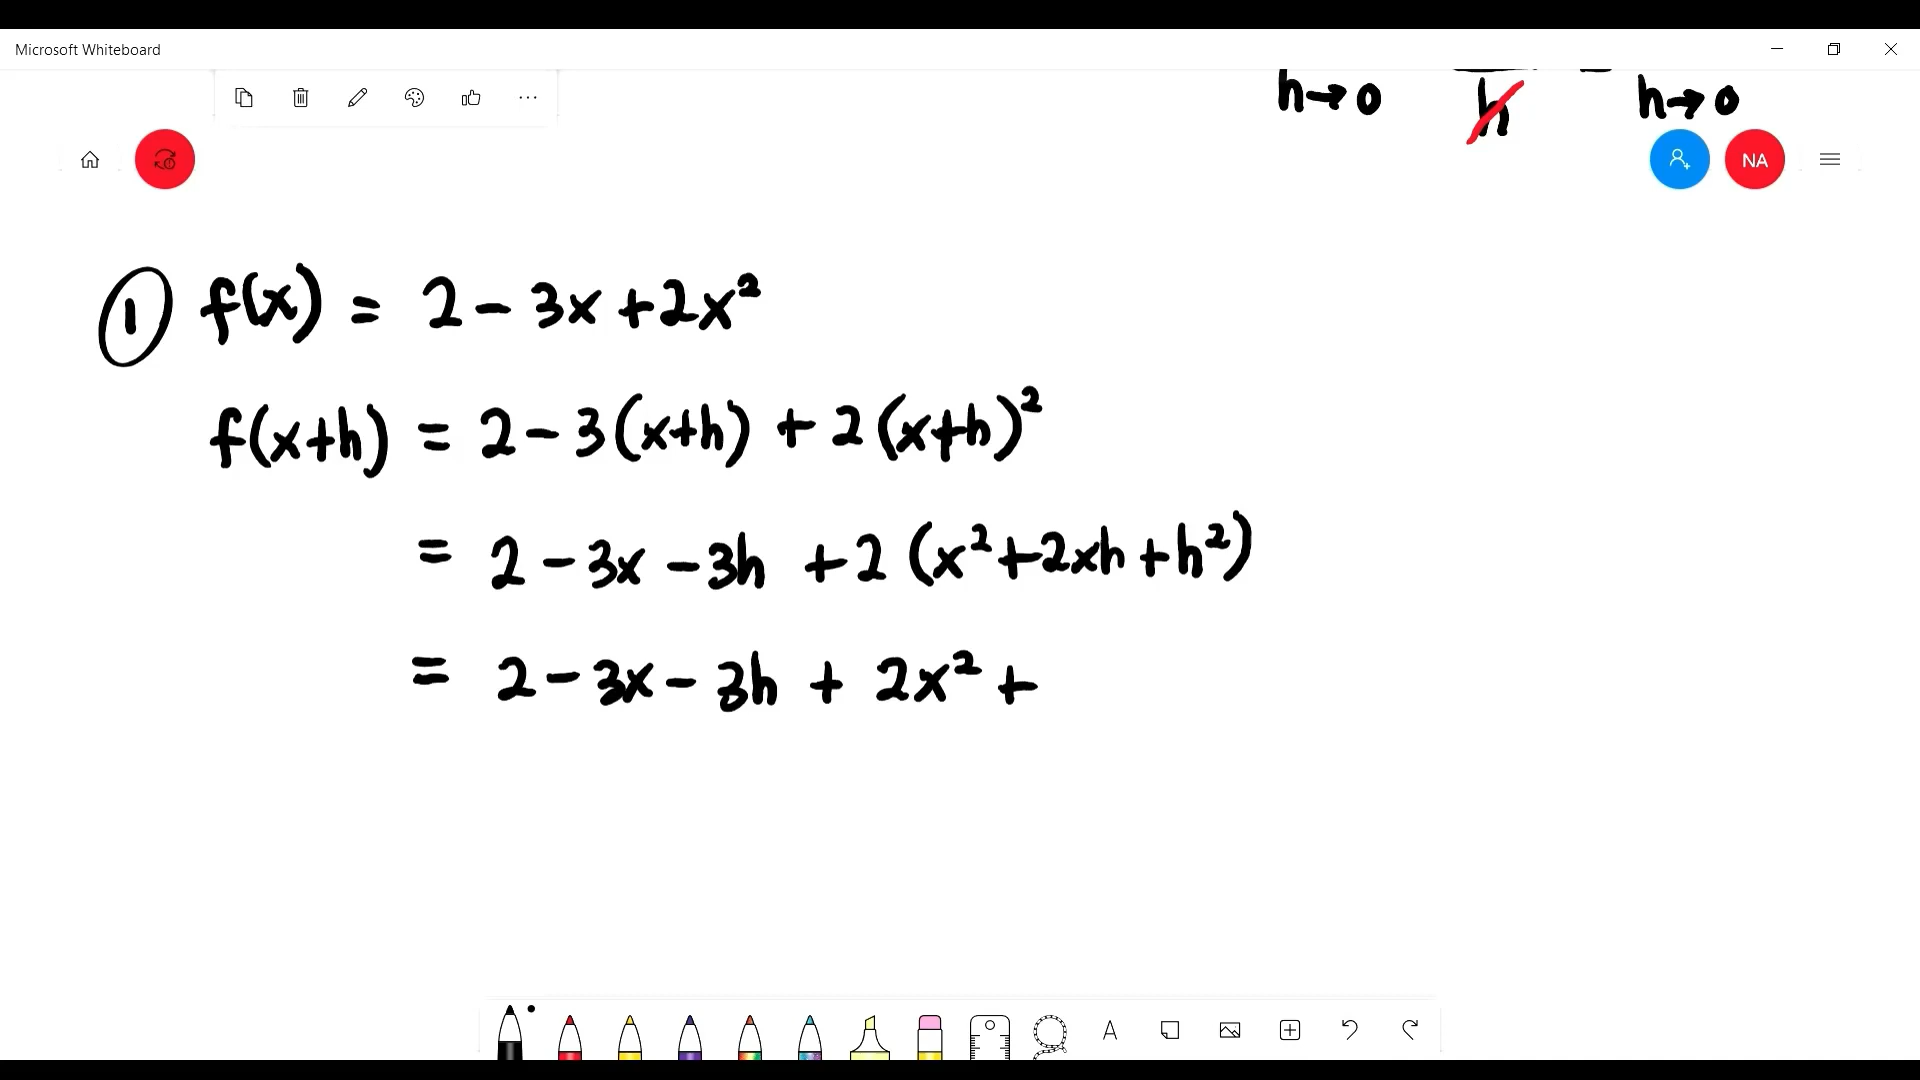 Microsoft Whiteboard
h→0 h = h→0
NA
① f(x) = 2 - 3x + 2x²
f(x+h) = 2 - 3(x+h) + 2(x+h)²
= 2 - 3x - 3h + 2(x² + 2xh + h²)
= 2 - 3x - 3h + 2x² +
A